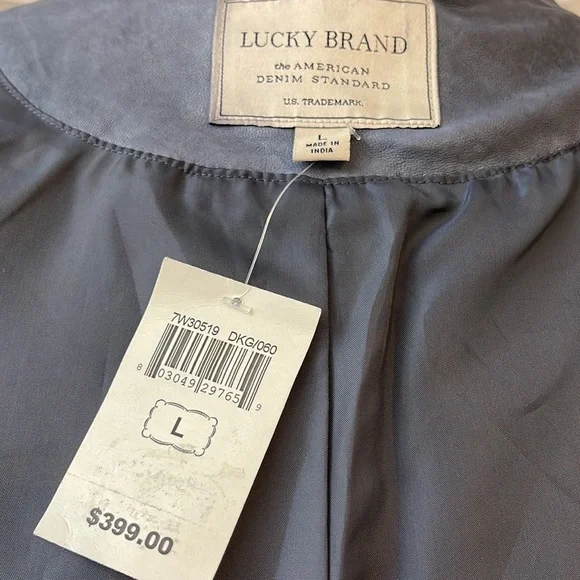 LUCKY BRAND
the AMERICAN
DENIM STANDARD
U.S. TRADEMARK.
L
MADE IN
INDIA
7W30519 DKG/060
8 03049 29765 9
L
$399.00